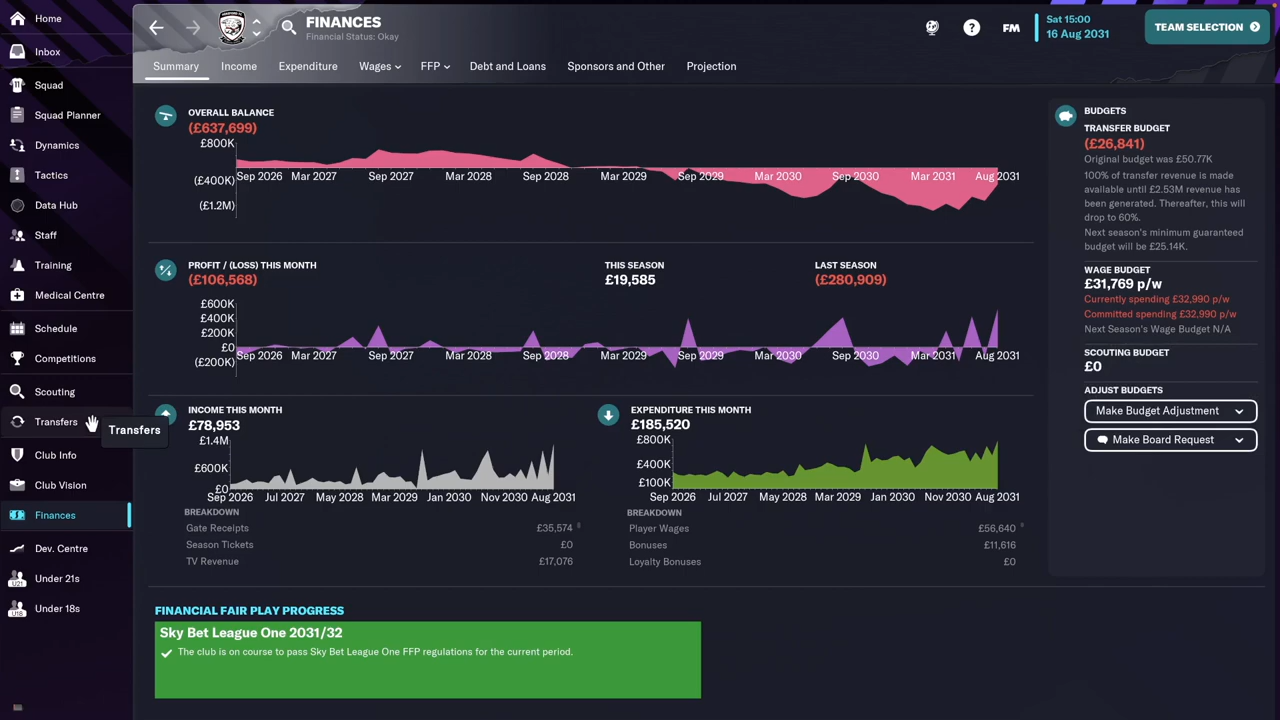 Home
Inbox
Squad
Squad Planner
Dynamics
Tactics
Data Hub
Staff
Training
Medical Centre
Schedule
Competitions
Scouting
Transfers
Transfers
Club Info
Club Vision
Finances
Dev. Centre
U21
Under 21s
U18
Under 18s
FINANCES
Financial Status: Okay
FM
Sat 15:00
16 Aug 2031
TEAM SELECTION
Summary
Income
Expenditure
Wages
FFP
Debt and Loans
Sponsors and Other
Projection
OVERALL BALANCE
(£637,699)
£800K
(£400K)
(£1.2M)
Sep 2026 Mar 2027 Sep 2027 Mar 2028 Sep 2028 Mar 2029 Sep 2029 Mar 2030 Sep 2030 Mar 2031 Aug 2031
PROFIT / (LOSS) THIS MONTH
(£106,568)
THIS SEASON
£19,585
LAST SEASON
(£280,909)
£600K
£400K
£200K
£0
(£200K)
Sep 2026 Mar 2027 Sep 2027 Mar 2028 Sep 2028 Mar 2029 Sep 2029 Mar 2030 Sep 2030 Mar 2031 Aug 2031
INCOME THIS MONTH
£78,953
£1.4M
£600K
£0
Sep 2026 Jul 2027 May 2028 Mar 2029 Jan 2030 Nov 2030 Aug 2031
BREAKDOWN
Gate Receipts £35,574
Season Tickets £0
TV Revenue £17,076
EXPENDITURE THIS MONTH
£185,520
£800K
£400K
£100K
Sep 2026 Jul 2027 May 2028 Mar 2029 Jan 2030 Nov 2030 Aug 2031
BREAKDOWN
Player Wages £56,640
Bonuses £11,616
Loyalty Bonuses £0
FINANCIAL FAIR PLAY PROGRESS
Sky Bet League One 2031/32
The club is on course to pass Sky Bet League One FFP regulations for the current period.
BUDGETS
TRANSFER BUDGET
(£26,841)
Original budget was £50.77K
100% of transfer revenue is made
available until £2.53M revenue has
been generated. Thereafter, this will
drop to 60%.
Next season's minimum guaranteed
budget will be £25.14K.
WAGE BUDGET
£31,769 p/w
Currently spending £32,990 p/w
Committed spending £32,990 p/w
Next Season's Wage Budget N/A
SCOUTING BUDGET
£0
ADJUST BUDGETS
Make Budget Adjustment
Make Board Request